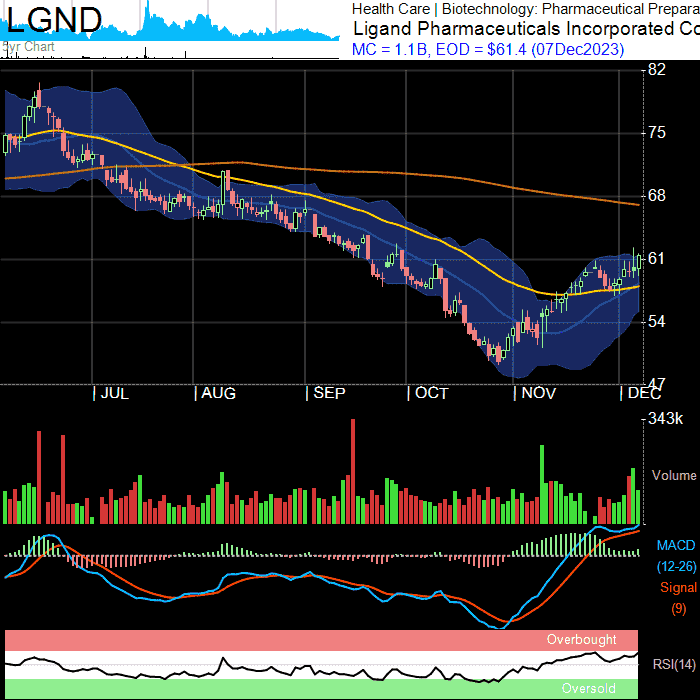 LGND
5yr Chart
Health Care | Biotechnology: Pharmaceutical Prepara
Ligand Pharmaceuticals Incorporated Co
MC = 1.1B, EOD = $61.4 (07Dec2023)
82
75
68
61
54
47
JUL AUG SEP OCT NOV DEC
343k
Volume
MACD
(12-26)
Signal
(9)
Overbought
RSI(14)
Oversold